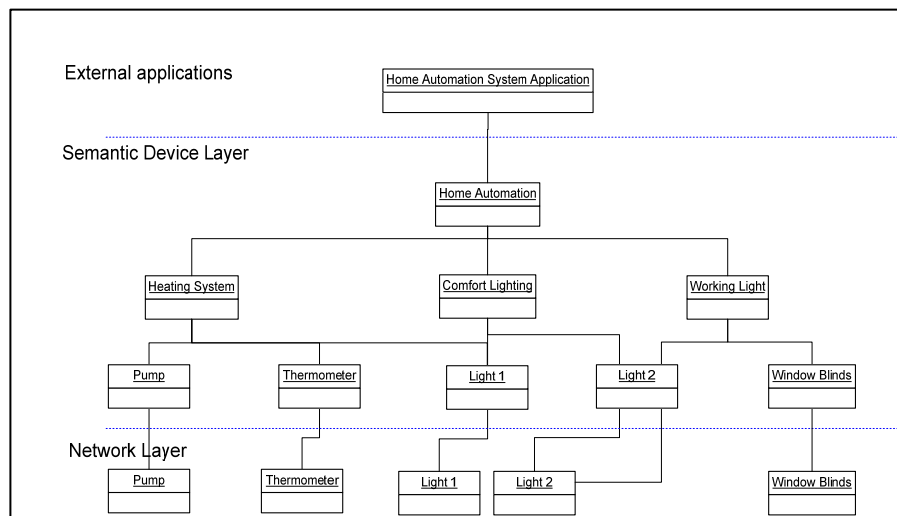 External applications
Home Automation System Application
Semantic Device Layer
Home Automation
Heating System
Comfort Lighting
Working Light
Pump
Thermometer
Light 1
Light 2
Window Blinds
Network Layer
Pump
Thermometer
Light 1
Light 2
Window Blinds